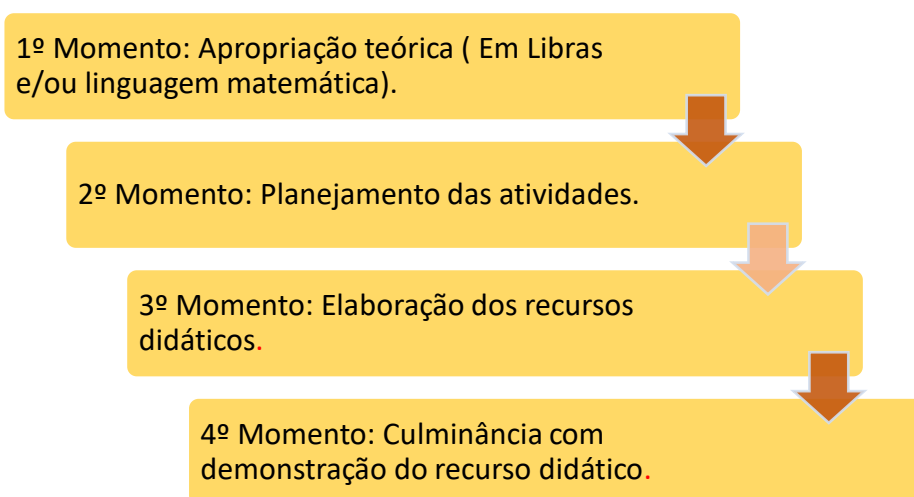 1º Momento: Apropriação teórica ( Em Libras
e/ou linguagem matemática).
2º Momento: Planejamento das atividades.
3º Momento: Elaboração dos recursos
didáticos.
4º Momento: Culminância com
demonstração do recurso didático.